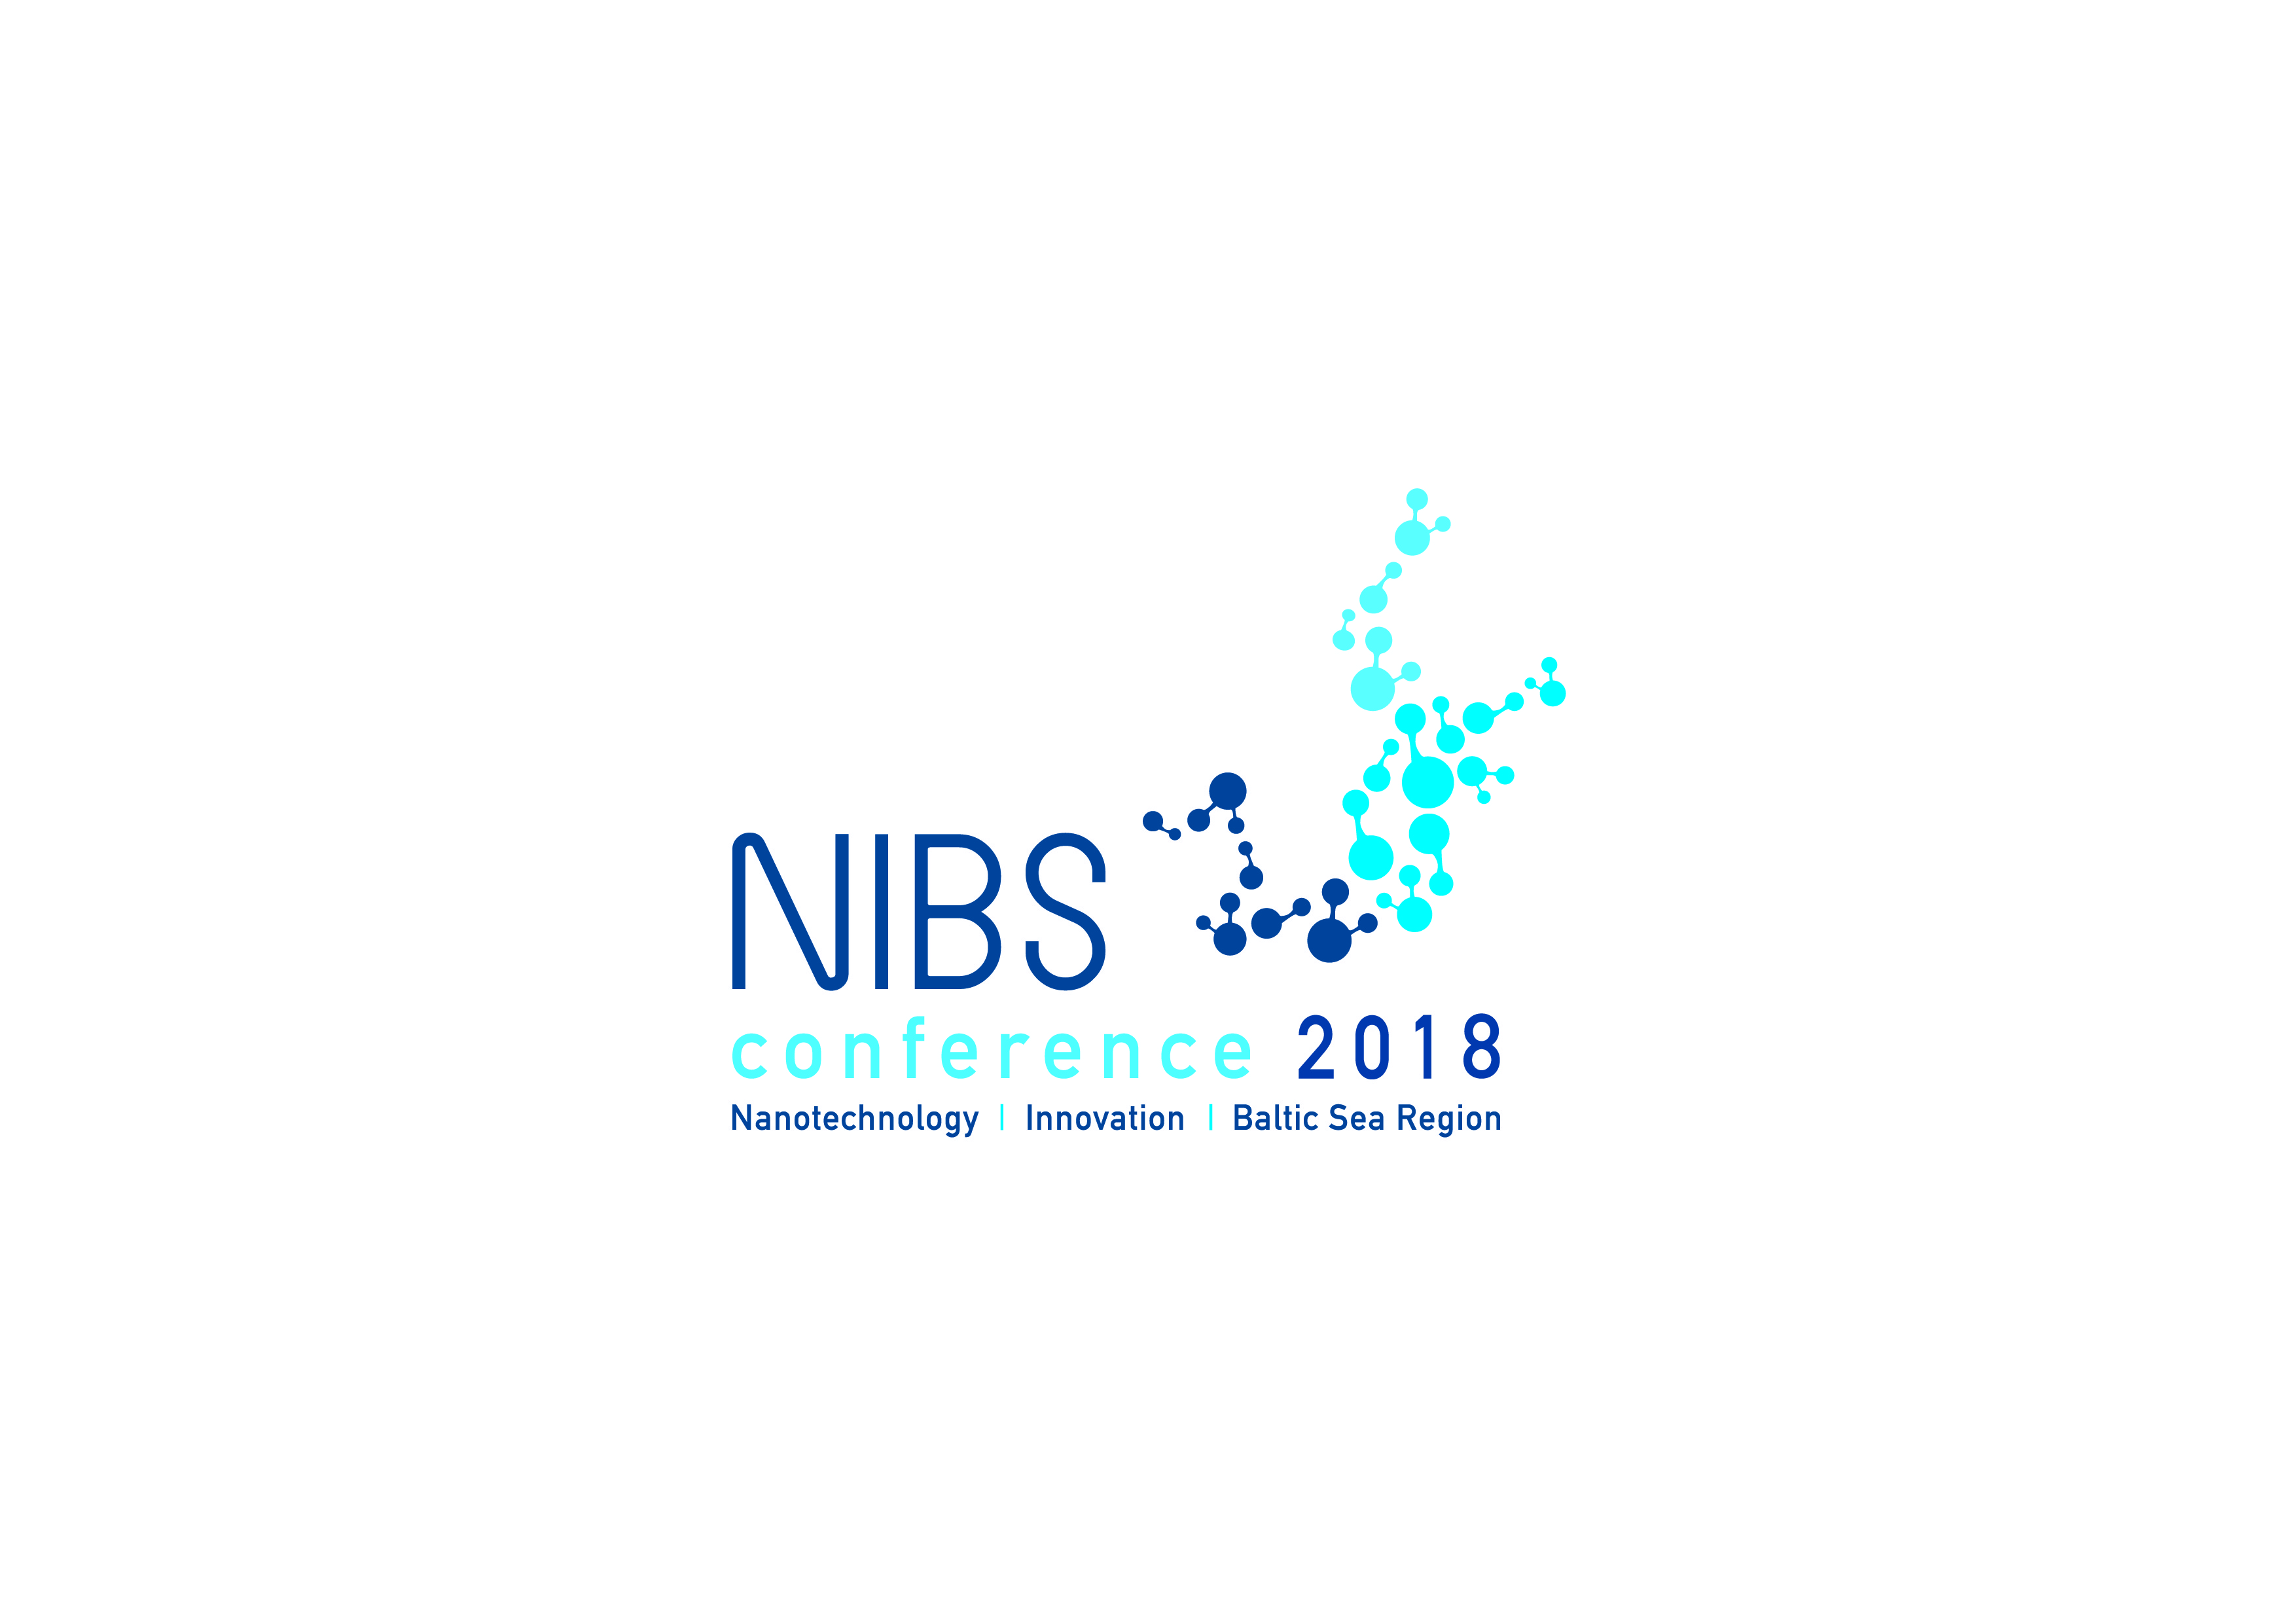 NIBS
conference 2018
Nanotechnology | Innovation | Baltic Sea Region